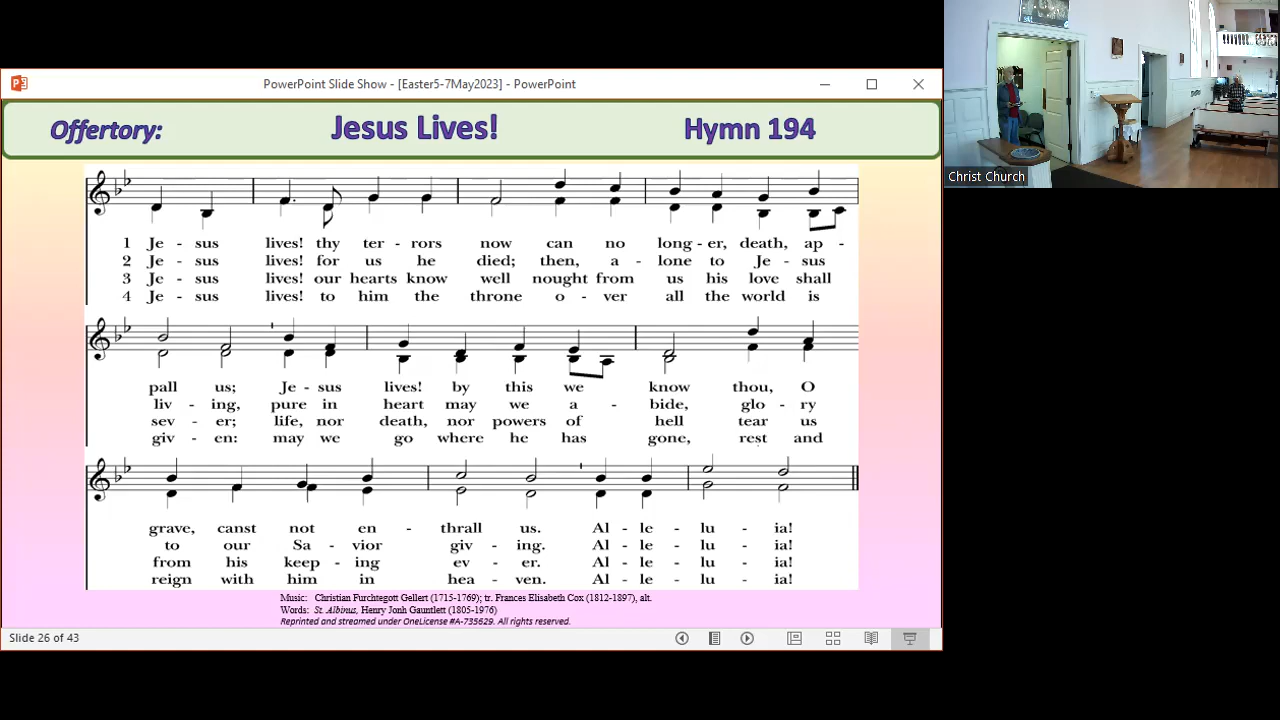 PowerPoint Slide Show - [Easter5-7May2023] - PowerPoint
Offertory: Jesus Lives! Hymn 194
1 Je - sus lives! thy ter - rors now can no long - er, death, ap -
2 Je - sus lives! for us he died; then, a - lone to Je - sus
3 Je - sus lives! our hearts know well nought from us his love shall
4 Je - sus lives! to him the throne o - ver all the world is
pall us; Je - sus lives! by this we know thou, O
liv - ing, pure in heart may we a - bide, glo - ry
sev - er; life, nor death, nor powers of hell tear us
giv - en: may we go where he has gone, rest and
grave, canst not en - thrall us. Al - le - lu - ia!
to our Sa - vior giv - ing. Al - le - lu - ia!
from his keep - ing ev - er. Al - le - lu - ia!
reign with him in hea - ven. Al - le - lu - ia!
Music: Christian Furchtegott Gellert (1715-1769); tr. Frances Elisabeth Cox (1812-1897), alt.
Words: St. Albinus, Henry Jonh Gauntlett (1805-1976)
Reprinted and streamed under OneLicense #A-735629. All rights reserved.
Slide 26 of 43
Christ Church